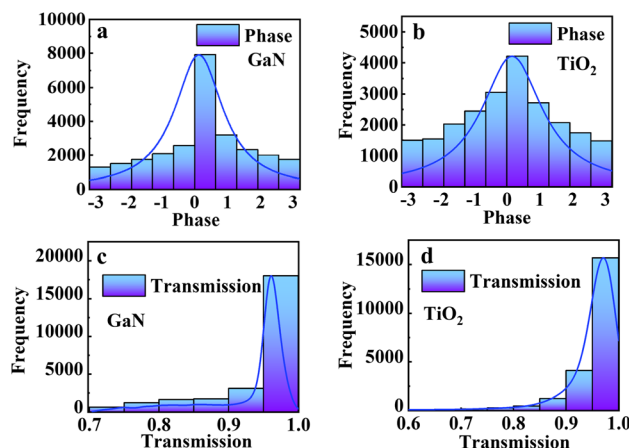 a
Phase
GaN
Frequency
10000
8000
6000
4000
2000
0
-3 -2 -1 0 1 2 3
Phase
b
Phase
TiO2
Frequency
5000
4000
3000
2000
1000
0
-3 -2 -1 0 1 2 3
Phase
c
Transmission
GaN
Frequency
20000
15000
10000
5000
0
0.7 0.8 0.9 1.0
Transmission
d
Transmission
TiO2
Frequency
15000
10000
5000
0
0.6 0.7 0.8 0.9 1.0
Transmission